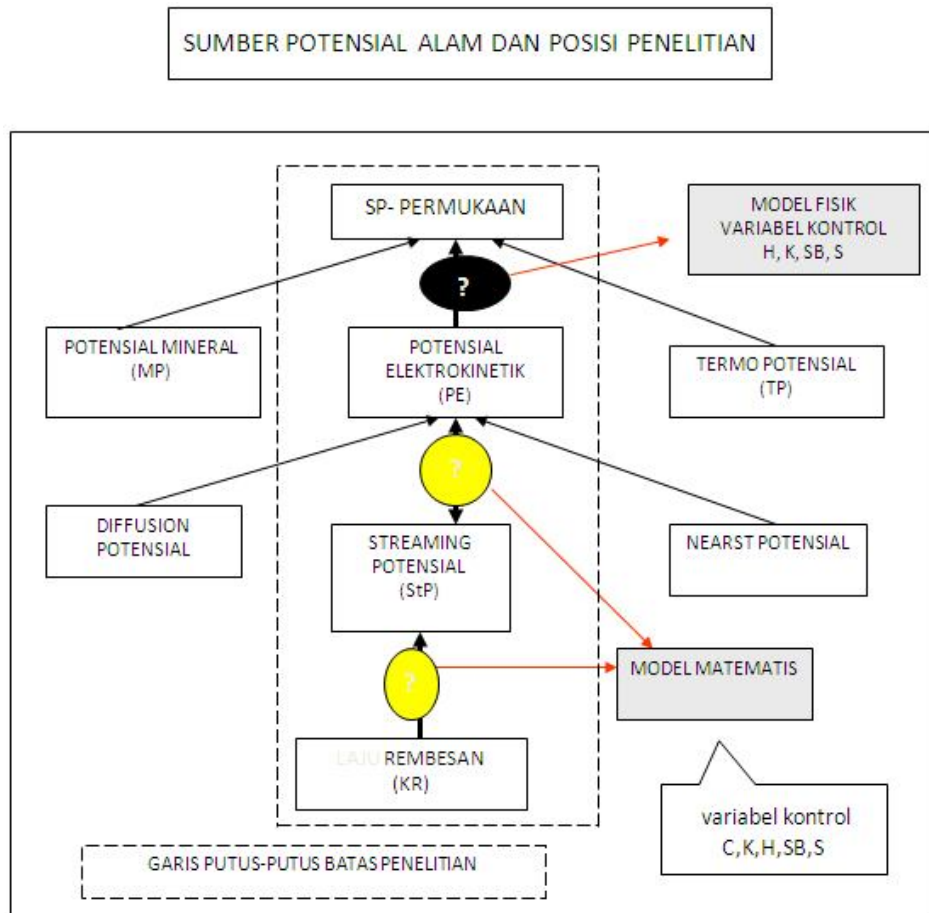 SUMBER POTENSIAL ALAM DAN POSISI PENELITIAN
SP- PERMUKAAN
MODEL FISIK
VARIABEL KONTROL
H, K, SB, S
?
POTENSIAL MINERAL
(MP)
POTENSIAL
ELEKTROKINETIK
(PE)
TERMO POTENSIAL
(TP)
?
DIFFUSION
POTENSIAL
STREAMING
POTENSIAL
(StP)
NEARST POTENSIAL
?
MODEL MATEMATIS
LAJU REMBESAN
(KR)
variabel kontrol
C,K,H,SB,S
GARIS PUTUS-PUTUS BATAS PENELITIAN